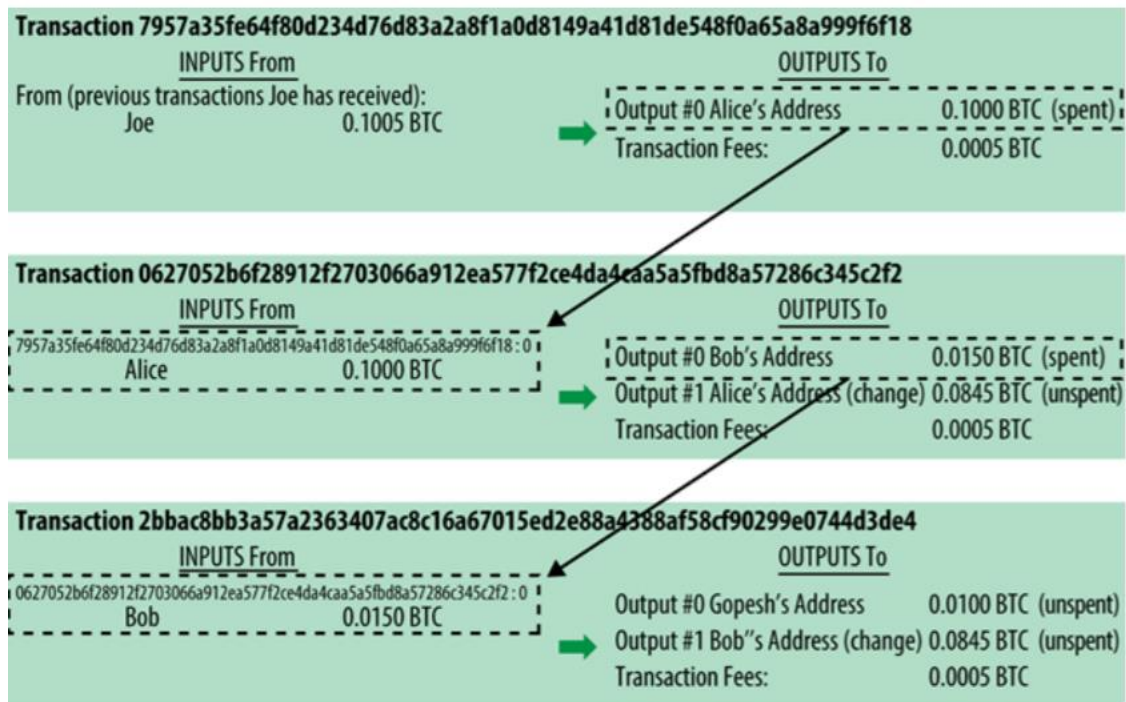 Transaction 7957a35fe64f80d234d76d83a2a8f1a0d8149a41d81de548f0a65a8a999f6f18
INPUTS From
OUTPUTS To
From (previous transactions Joe has received):
Joe 0.1005 BTC
Output #0 Alice's Address 0.1000 BTC (spent)
Transaction Fees: 0.0005 BTC
Transaction 0627052b6f28912f2703066a912ea577f2ce4da4caa5a5fbd8a57286c345c2f2
INPUTS From
OUTPUTS To
7957a35fe64f80d234d76d83a2a8f1a0d8149a41d81de548f0a65a8a999f6f18 : 0
Alice 0.1000 BTC
Output #0 Bob's Address 0.0150 BTC (spent)
Output #1 Alice's Address (change) 0.0845 BTC (unspent)
Transaction Fees: 0.0005 BTC
Transaction 2bbac8bb3a57a2363407ac8c16a67015ed2e88a4388af58cf90299e0744d3de4
INPUTS From
OUTPUTS To
0627052b6f28912f2703066a912ea577f2ce4da4caa5a5fbd8a57286c345c2f2 : 0
Bob 0.0150 BTC
Output #0 Gopesh's Address 0.0100 BTC (unspent)
Output #1 Bob"s Address (change) 0.0845 BTC (unspent)
Transaction Fees: 0.0005 BTC